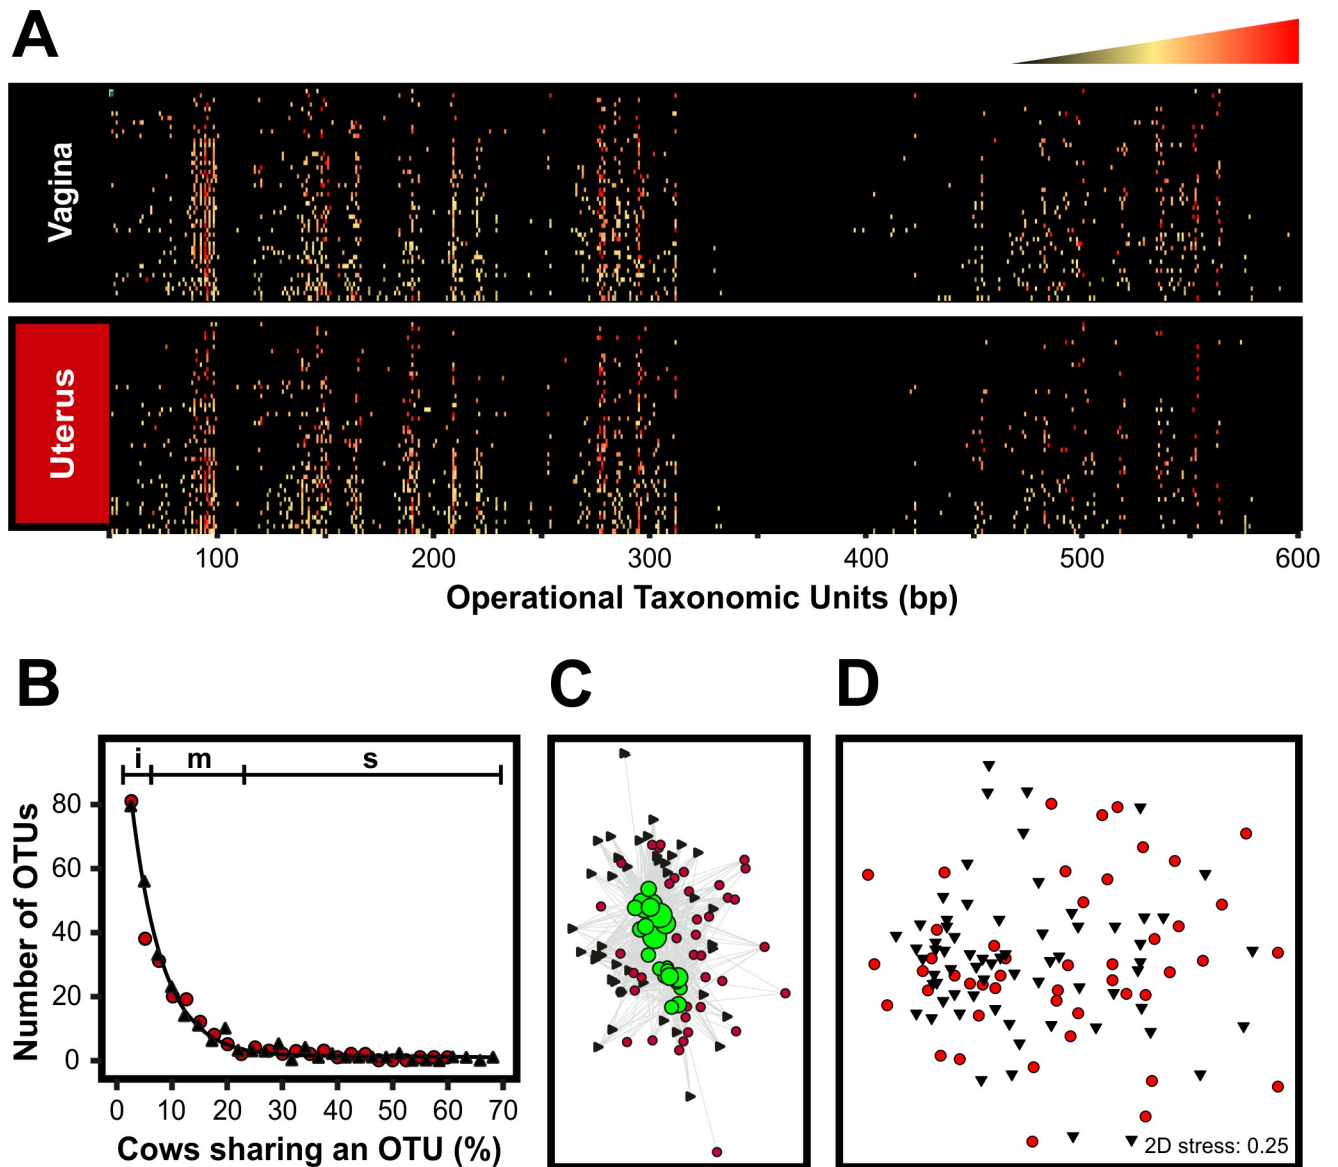 A
Vagina
Uterus
100 200 300 400 500 600
Operational Taxonomic Units (bp)
B
C
D
i m s
Number of OTUs
80
60
40
20
0
0 10 20 30 40 50 60 70
Cows sharing an OTU (%)
2D stress: 0.25